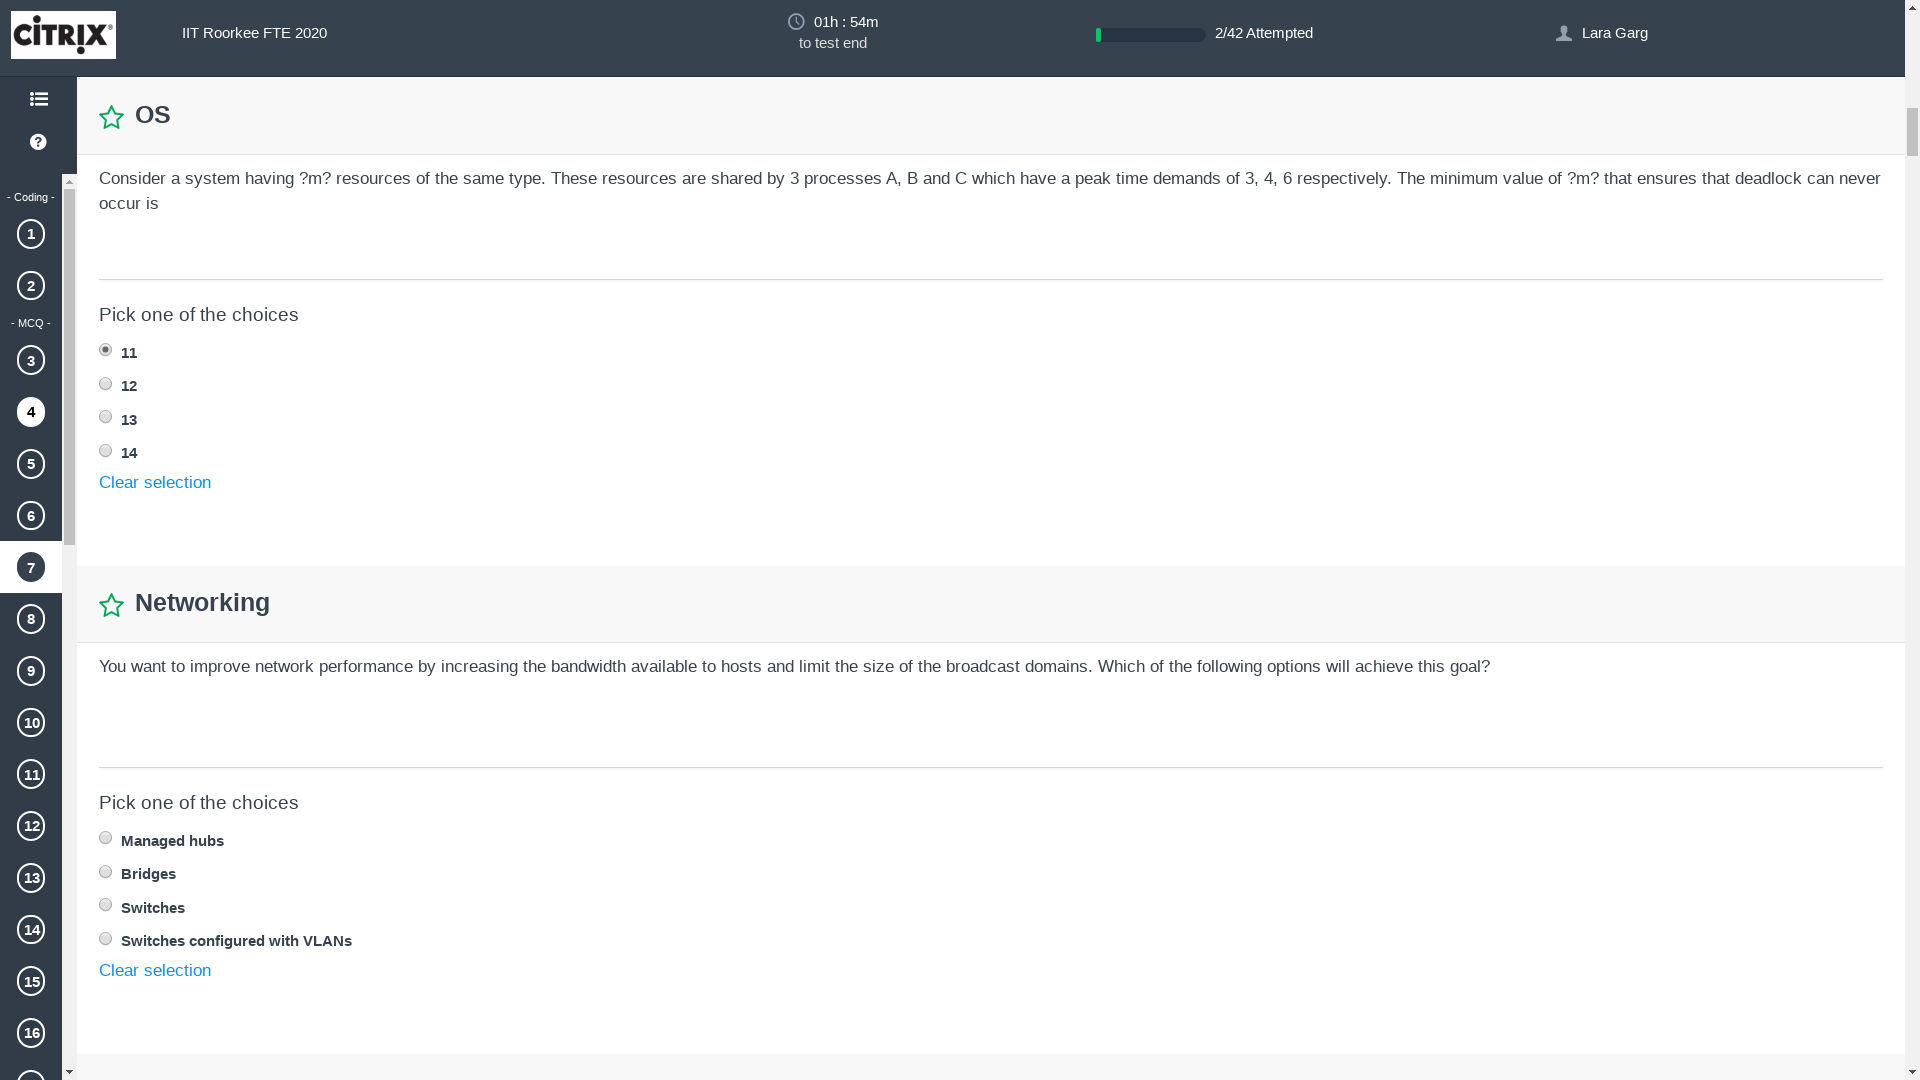 CITRIX®
IIT Roorkee FTE 2020
01h : 54m
to test end
2/42 Attempted
Lara Garg
- Coding -
1
2
- MCQ -
3
4
5
6
7
8
9
10
11
12
13
14
15
16
OS
Consider a system having ?m? resources of the same type. These resources are shared by 3 processes A, B and C which have a peak time demands of 3, 4, 6 respectively. The minimum value of ?m? that ensures that deadlock can never
occur is
Pick one of the choices
11
12
13
14
Clear selection
Networking
You want to improve network performance by increasing the bandwidth available to hosts and limit the size of the broadcast domains. Which of the following options will achieve this goal?
Pick one of the choices
Managed hubs
Bridges
Switches
Switches configured with VLANs
Clear selection